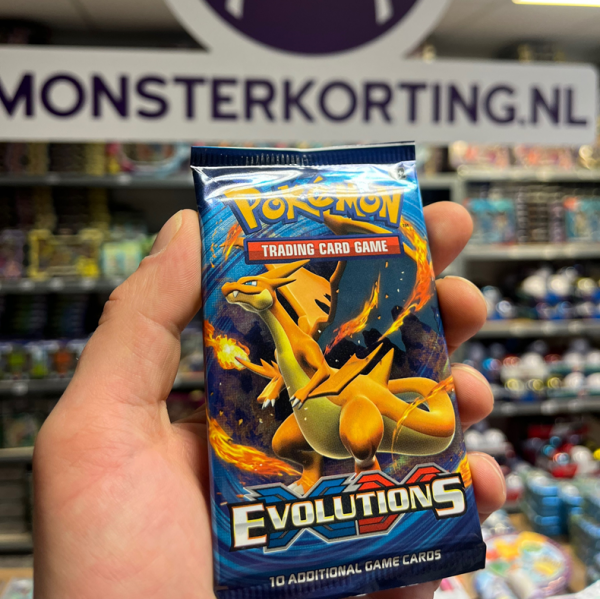 MONSTERKORTING.NL
POKÉMON
TRADING CARD GAME
XY
EVOLUTIONS
10 ADDITIONAL GAME CARDS